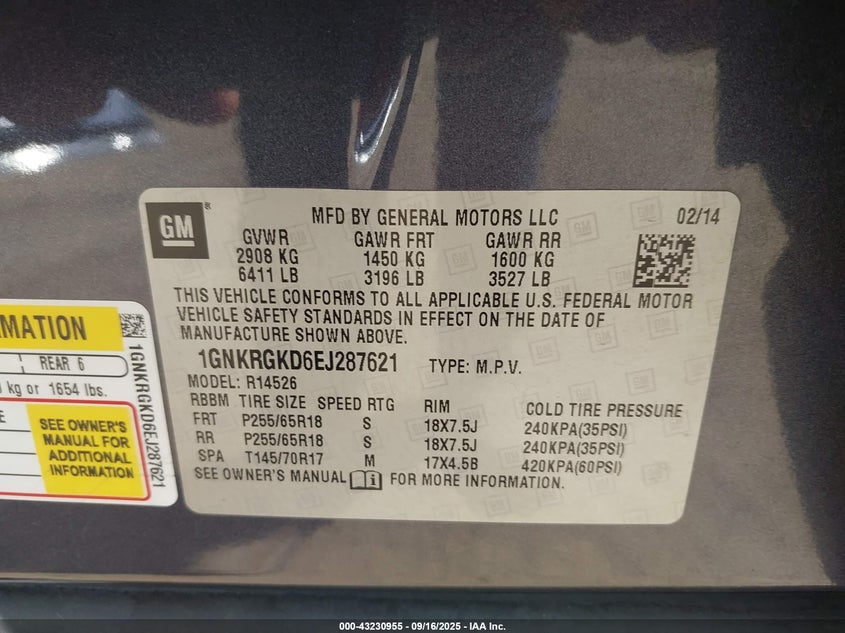 GM
®
MFD BY GENERAL MOTORS LLC 02/14
GVWR GAWR FRT GAWR RR
2908 KG 1450 KG 1600 KG
6411 LB 3196 LB 3527 LB
THIS VEHICLE CONFORMS TO ALL APPLICABLE U.S. FEDERAL MOTOR
VEHICLE SAFETY STANDARDS IN EFFECT ON THE DATE OF
MANUFACTURE SHOWN ABOVE.
1GNKRGKD6EJ287621 TYPE: M.P.V.
MODEL: R14526
RBBM TIRE SIZE SPEED RTG RIM COLD TIRE PRESSURE
FRT P255/65R18 S 18X7.5J 240KPA(35PSI)
RR P255/65R18 S 18X7.5J 240KPA(35PSI)
SPA T145/70R17 M 17X4.5B 420KPA(60PSI)
SEE OWNER'S MANUAL FOR MORE INFORMATION.
RMATION
REAR 6
kg or 1654 lbs.
SEE OWNER'S
MANUAL FOR
ADDITIONAL
INFORMATION
1GNKRGKD6EJ287621
000-43230955 - 09/16/2025 - IAA Inc.